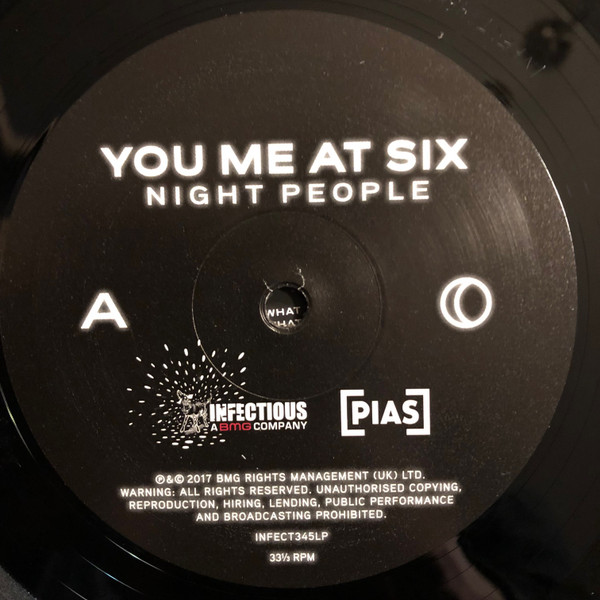 YOU ME AT SIX
NIGHT PEOPLE
A
WHAT
INFECTIOUS
A BMG COMPANY
[PIAS]
℗&© 2017 BMG RIGHTS MANAGEMENT (UK) LTD.
WARNING: ALL RIGHTS RESERVED. UNAUTHORISED COPYING,
REPRODUCTION, HIRING, LENDING, PUBLIC PERFORMANCE
AND BROADCASTING PROHIBITED.
INFECT345LP
33⅓ RPM